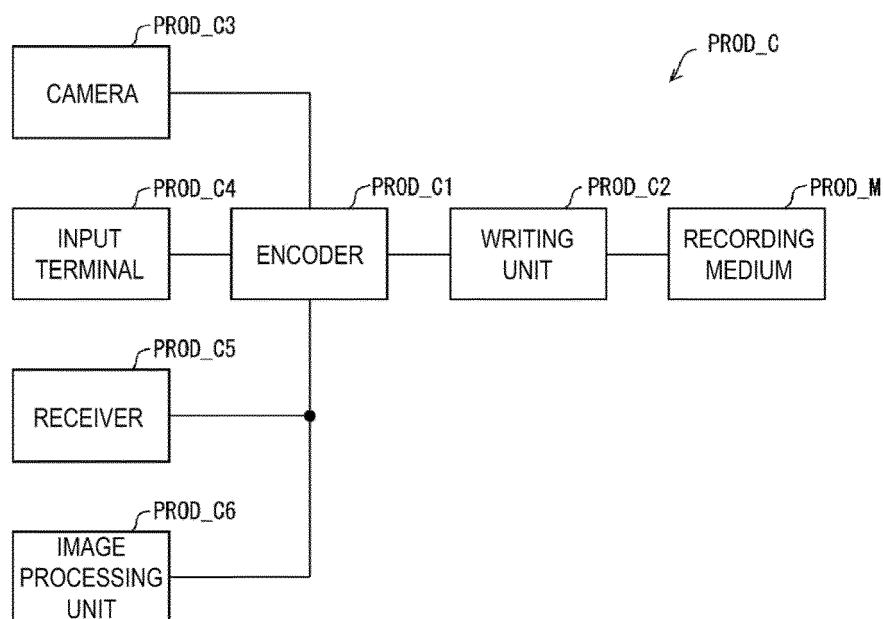 PROD_C3
PROD_C
CAMERA
PROD_C4
PROD_C1
PROD_C2
PROD_M
INPUT
TERMINAL
ENCODER
WRITING
UNIT
RECORDING
MEDIUM
PROD_C5
RECEIVER
PROD_C6
IMAGE
PROCESSING
UNIT